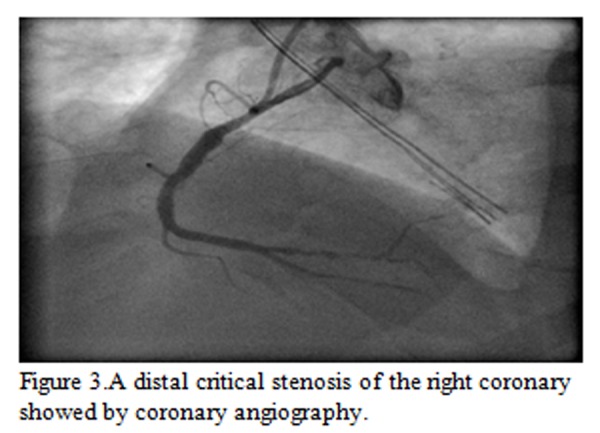 Figure 3.A distal critical stenosis of the right coronary
showed by coronary angiography.